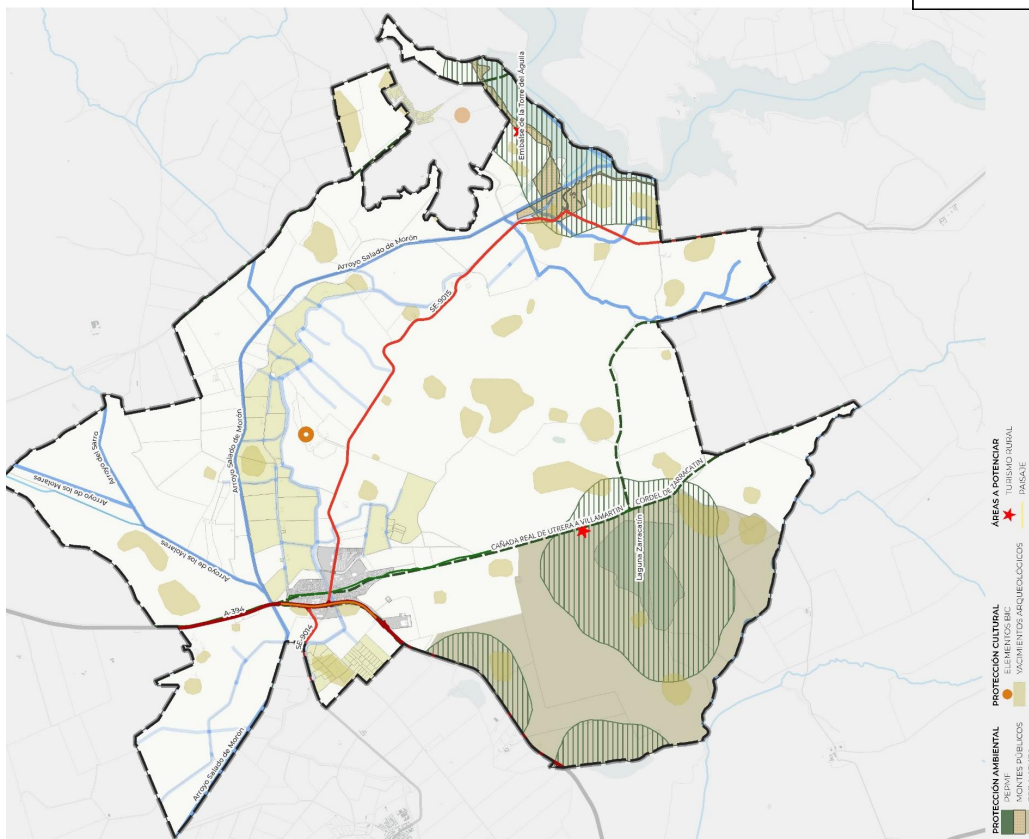 Embalse de la Torre del Águila
Arroyo Salado de Morón
SE-9015
Arroyo del Sarro
Arroyo de los Molares
Arroyo de los Molares
Arroyo Salado de Morón
A-394
SE-9014
Arroyo Salado de Morón
CAÑADA REAL DE UTRERA A VILLAMARTIN
CORDEL DE ZARRACATIN
Laguna Zarracatín
PROTECCIÓN AMBIENTAL
PEPMF
MONTES PÚBLICOS
PROTECCIÓN CULTURAL
ELEMENTOS BIC
YACIMIENTOS ARQUEOLÓGICOS
ÁREAS A POTENCIAR
TURISMO RURAL
PAISAJE